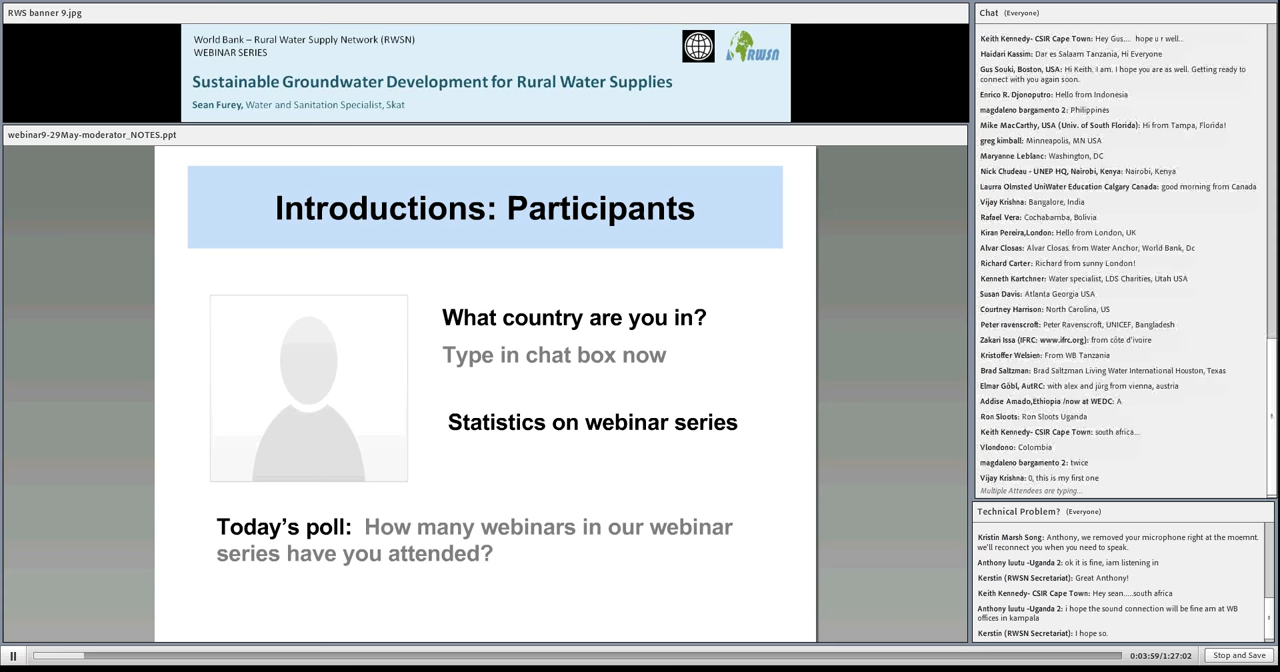 RWS banner 9.jpg
World Bank – Rural Water Supply Network (RWSN)
WEBINAR SERIES
RWSN
Sustainable Groundwater Development for Rural Water Supplies
Sean Furey, Water and Sanitation Specialist, Skat
webinar9-29May-moderator_NOTES.ppt
Introductions: Participants
What country are you in?
Type in chat box now
Statistics on webinar series
Today's poll: How many webinars in our webinar
series have you attended?
Chat (Everyone)
Keith Kennedy- CSIR Cape Town: Hey Gus.... hope u r well...
Haidari Kassim: Dar es Salaam Tanzania, Hi Everyone
Gus Souki, Boston, USA: Hi Keith, I am. I hope you are as well. Getting ready to
connect with you again soon.
Enrico R. Djonoputro: Hello from Indonesia
magdaleno bargamento 2: Philippines
Mike MacCarthy, USA (Univ. of South Florida): Hi from Tampa, Florida!
greg kimball: Minneapolis, MN USA
Maryanne Leblanc: Washington, DC
Nick Chudeau - UNEP HQ, Nairobi, Kenya: Nairobi, Kenya
Laurra Olmsted UniWater Education Calgary Canada: good morning from Canada
Vijay Krishna: Bangalore, India
Rafael Vera: Cochabamba, Bolivia
Kiran Pereira,London: Hello from London, UK
Alvar Closas: Alvar Closas from Water Anchor, World Bank, Dc
Richard Carter: Richard from sunny London!
Kenneth Kartchner: Water specialist, LDS Charities, Utah USA
Susan Davis: Atlanta Georgia USA
Courtney Harrison: North Carolina, US
Peter ravenscroft: Peter Ravenscroft, UNICEF, Bangladesh
Zakari Issa (IFRC: www.ifrc.org): from côte d'ivoire
Kristoffer Welsien: From WB Tanzania
Brad Saltzman: Brad Saltzman Living Water International Houston, Texas
Elmar Göbl, AutRC: with alex and jürg from vienna, austria
Addise Amado,Ethiopia /now at WEDC: A
Ron Sloots: Ron Sloots Uganda
Keith Kennedy- CSIR Cape Town: south africa...
Vlondono: Colombia
magdaleno bargamento 2: twice
Vijay Krishna: 0, this is my first one
Multiple Attendees are typing...
Technical Problem? (Everyone)
Kristin Marsh Song: Anthony, we removed your microphone right at the moemnt.
we'll reconnect you when you need to speak.
Anthony luutu -Uganda 2: ok it is fine, iam listening in
Kerstin (RWSN Secretariat): Great Anthony!
Keith Kennedy- CSIR Cape Town: Hey sean.....south africa
Anthony luutu -Uganda 2: i hope the sound connection will be fine am at WB
offices in kampala
Kerstin (RWSN Secretariat): I hope so.
0:03:59/1:27:02
Stop and Save